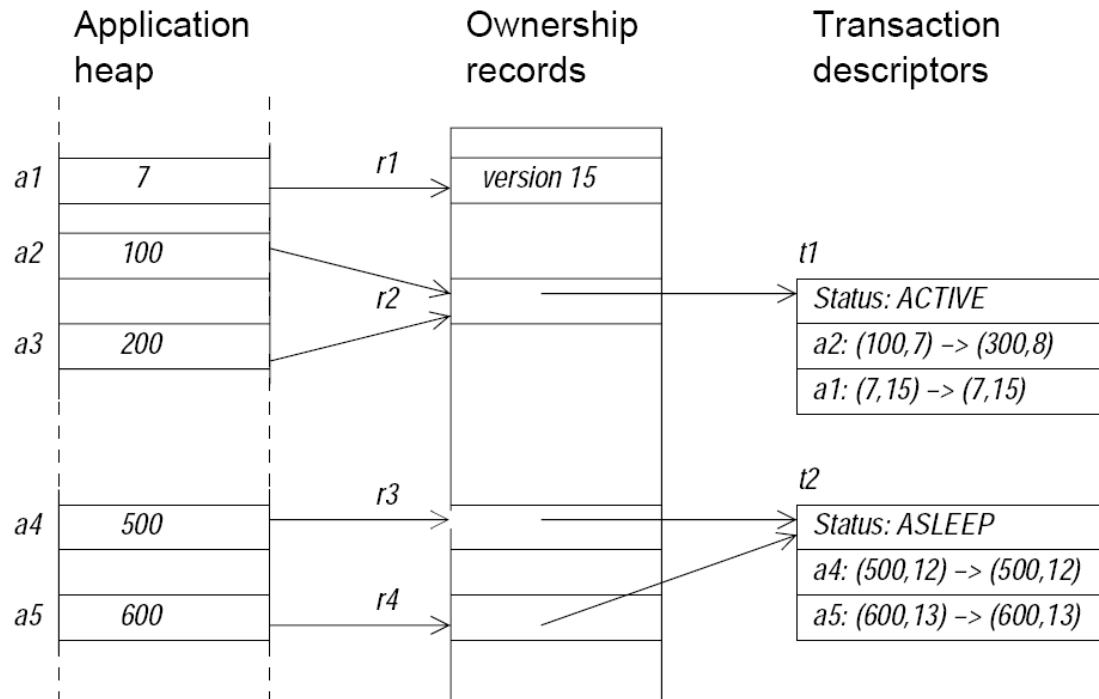 Application
heap
Ownership
records
Transaction
descriptors
a1
7
r1
version 15
a2
100
r2
a3
200
t1
Status: ACTIVE
a2: (100,7) –> (300,8)
a1: (7,15) –> (7,15)
a4
500
r3
a5
600
r4
t2
Status: ASLEEP
a4: (500,12) –> (500,12)
a5: (600,13) –> (600,13)